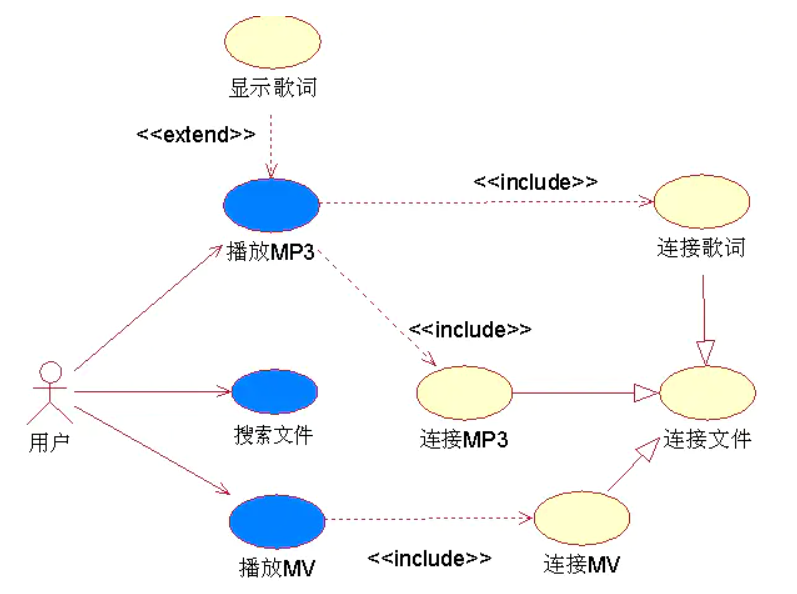 显示歌词
<<extend>>
<<include>>
播放MP3
连接歌词
<<include>>
用户
搜索文件
连接MP3
连接文件
播放MV
<<include>>
连接MV